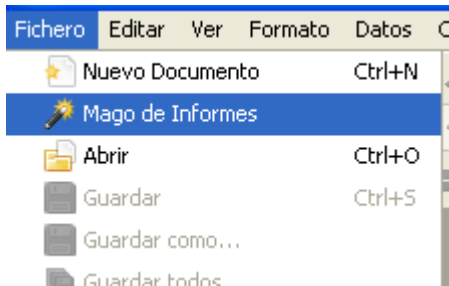 Fichero Editar Ver Formato Datos
Nuevo Documento Ctrl+N
Mago de Informes
Abrir Ctrl+O
Guardar Ctrl+S
Guardar como...
Guardar todos